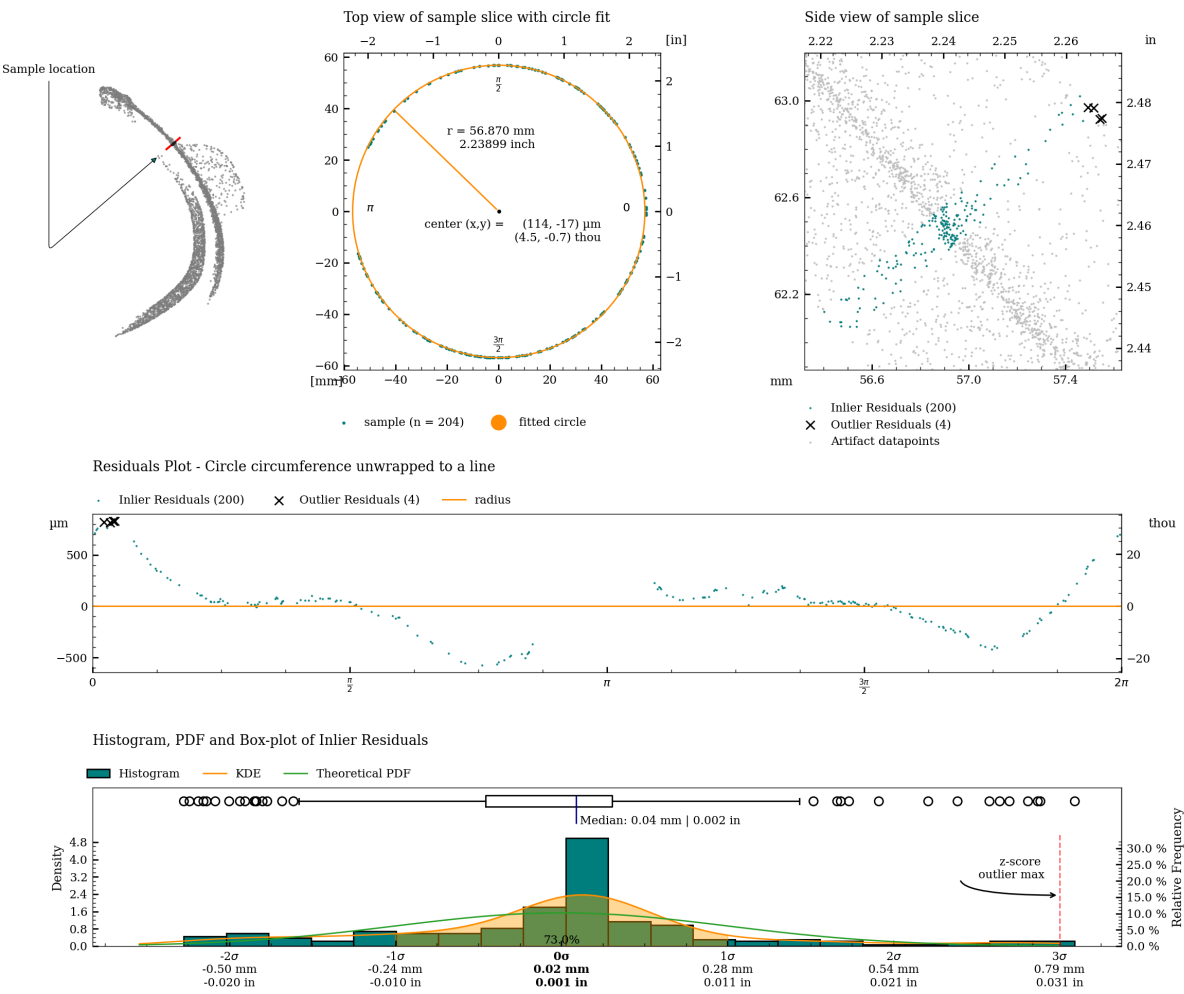 Sample location
Top view of sample slice with circle fit
−2 −1 0 1 2 [in]
60
40
20
0
−20
−40
−60
2
1
0
−1
−2
π/2
r = 56.870 mm
2.23899 inch
π
0
center (x,y) = (114, -17) µm
(4.5, -0.7) thou
3π/2
[mm] −60 −40 −20 0 20 40 60
sample (n = 204) fitted circle
Side view of sample slice
2.22 2.23 2.24 2.25 2.26 in
63.0
62.6
62.2
2.48
2.47
2.46
2.45
2.44
mm 56.6 57.0 57.4
Inlier Residuals (200)
Outlier Residuals (4)
Artifact datapoints
Residuals Plot - Circle circumference unwrapped to a line
Inlier Residuals (200) Outlier Residuals (4) radius
µm thou
500 20
0 0
−500 −20
0 π/2 π 3π/2 2π
Histogram, PDF and Box-plot of Inlier Residuals
Histogram KDE Theoretical PDF
Median: 0.04 mm | 0.002 in
Density
4.8
4.0
3.2
2.4
1.6
0.8
0.0
z-score
outlier max
73.0%
30.0 %
25.0 %
20.0 %
15.0 %
10.0 %
5.0 %
0.0 %
Relative Frequency
-2σ -1σ 0σ 1σ 2σ 3σ
-0.50 mm -0.24 mm 0.02 mm 0.28 mm 0.54 mm 0.79 mm
-0.020 in -0.010 in 0.001 in 0.011 in 0.021 in 0.031 in